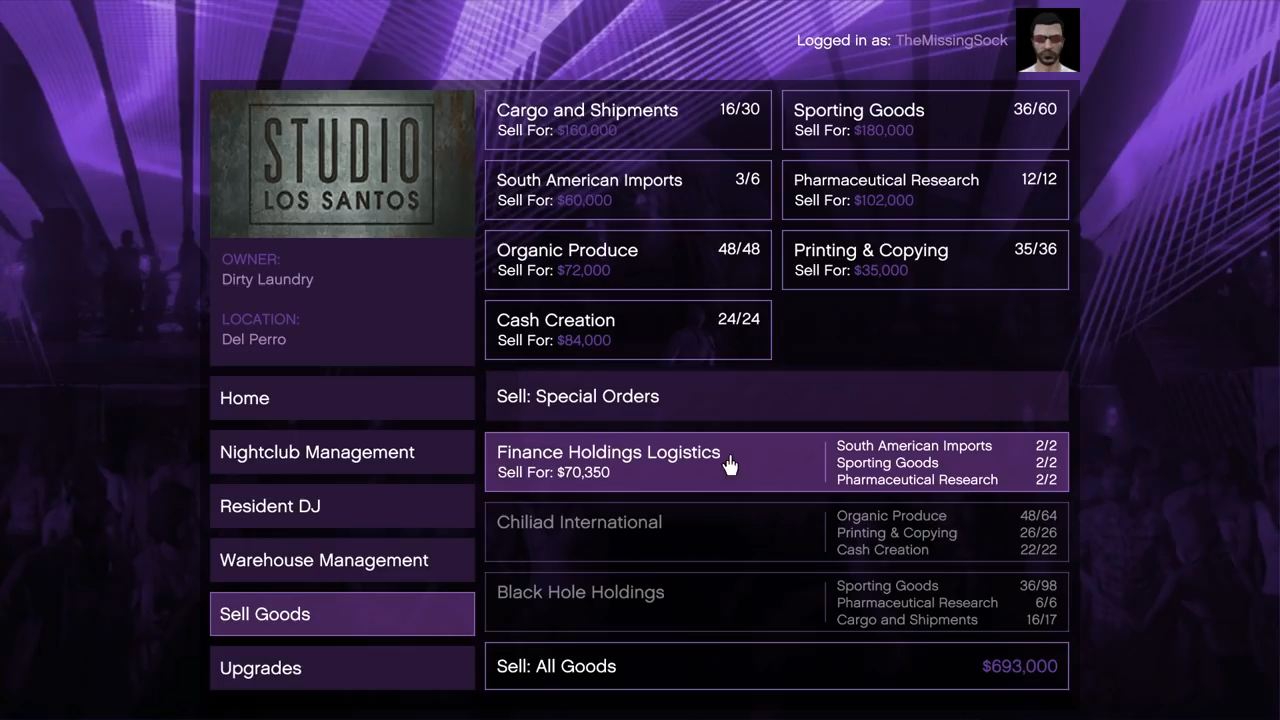 Logged in as: TheMissingSock
STUDIO
LOS SANTOS
OWNER:
Dirty Laundry
LOCATION:
Del Perro
Home
Nightclub Management
Resident DJ
Warehouse Management
Sell Goods
Upgrades
Cargo and Shipments 16/30
Sell For: $160,000
Sporting Goods 36/60
Sell For: $180,000
South American Imports 3/6
Sell For: $60,000
Pharmaceutical Research 12/12
Sell For: $102,000
Organic Produce 48/48
Sell For: $72,000
Printing & Copying 35/36
Sell For: $35,000
Cash Creation 24/24
Sell For: $84,000
Sell: Special Orders
Finance Holdings Logistics
Sell For: $70,350
South American Imports 2/2
Sporting Goods 2/2
Pharmaceutical Research 2/2
Chiliad International
Organic Produce 48/64
Printing & Copying 26/26
Cash Creation 22/22
Black Hole Holdings
Sporting Goods 36/98
Pharmaceutical Research 6/6
Cargo and Shipments 16/17
Sell: All Goods $693,000